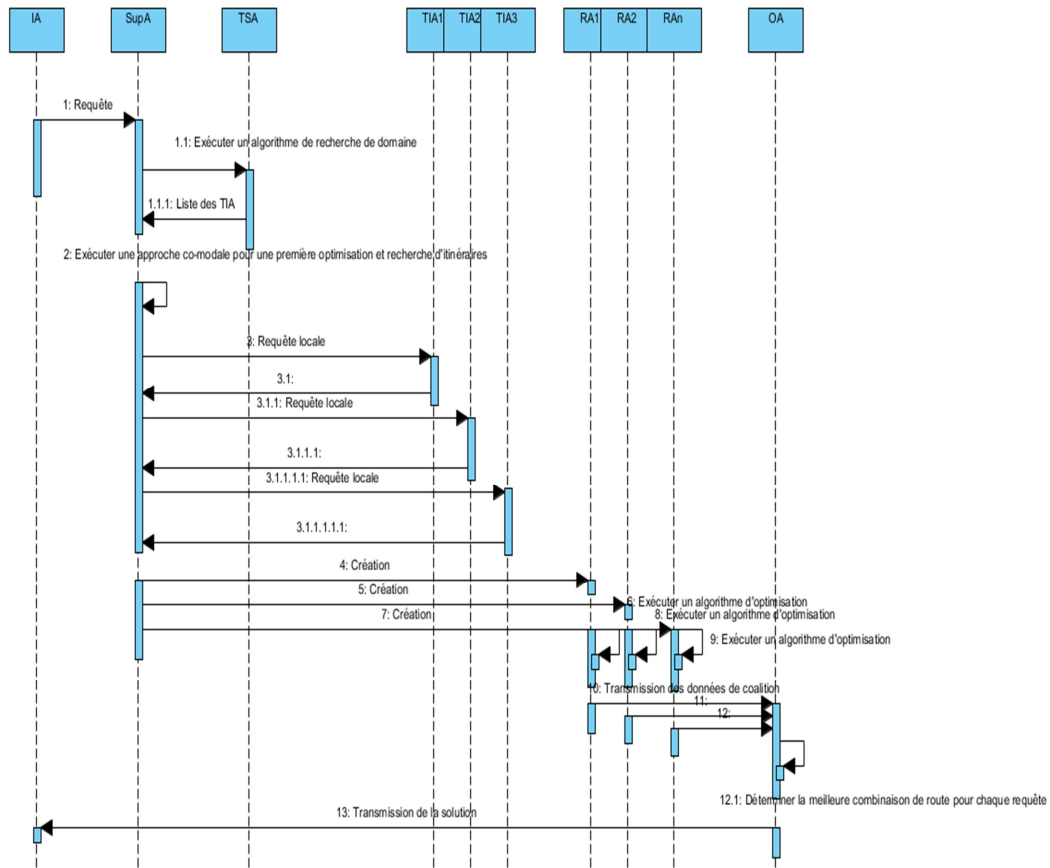 IA
SupA
TSA
TIA1
TIA2
TIA3
RA1
RA2
RAn
OA
1: Requête
1.1: Exécuter un algorithme de recherche de domaine
1.1.1: Liste des TIA
2: Exécuter une approche co-modale pour une première optimisation et recherche d'itinéraires
3: Requête locale
3.1:
3.1.1: Requête locale
3.1.1.1:
3.1.1.1.1: Requête locale
3.1.1.1.1.1:
4: Création
5: Création
6: Exécuter un algorithme d'optimisation
7: Création
8: Exécuter un algorithme d'optimisation
9: Exécuter un algorithme d'optimisation
10: Transmission des données de coalition
11:
12:
12.1: Déterminer la meilleure combinaison de route pour chaque requête
13: Transmission de la solution